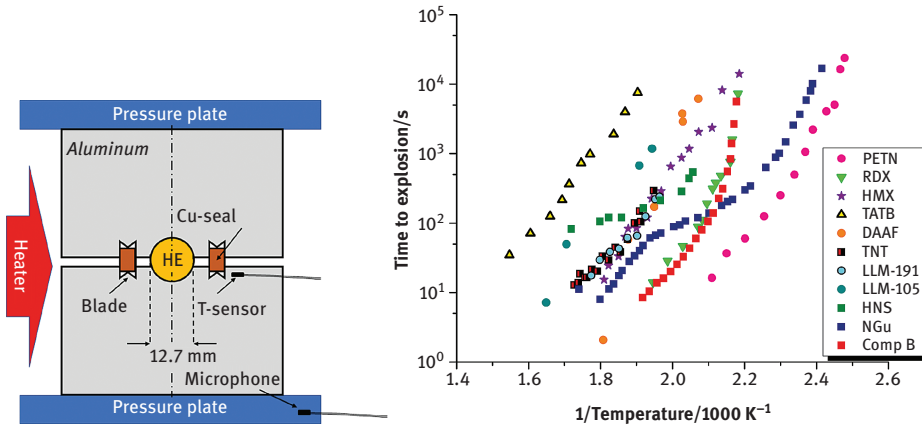 Pressure plate
Aluminum
Cu-seal
Heater
HE
Blade
T-sensor
12.7 mm
Microphone
Pressure plate
Time to explosion/s
10⁵
10⁴
10³
10²
10¹
10⁰
1.4 1.6 1.8 2.0 2.2 2.4 2.6
1/Temperature/1000 K⁻¹
PETN
RDX
HMX
TATB
DAAF
TNT
LLM-191
LLM-105
HNS
NGu
Comp B